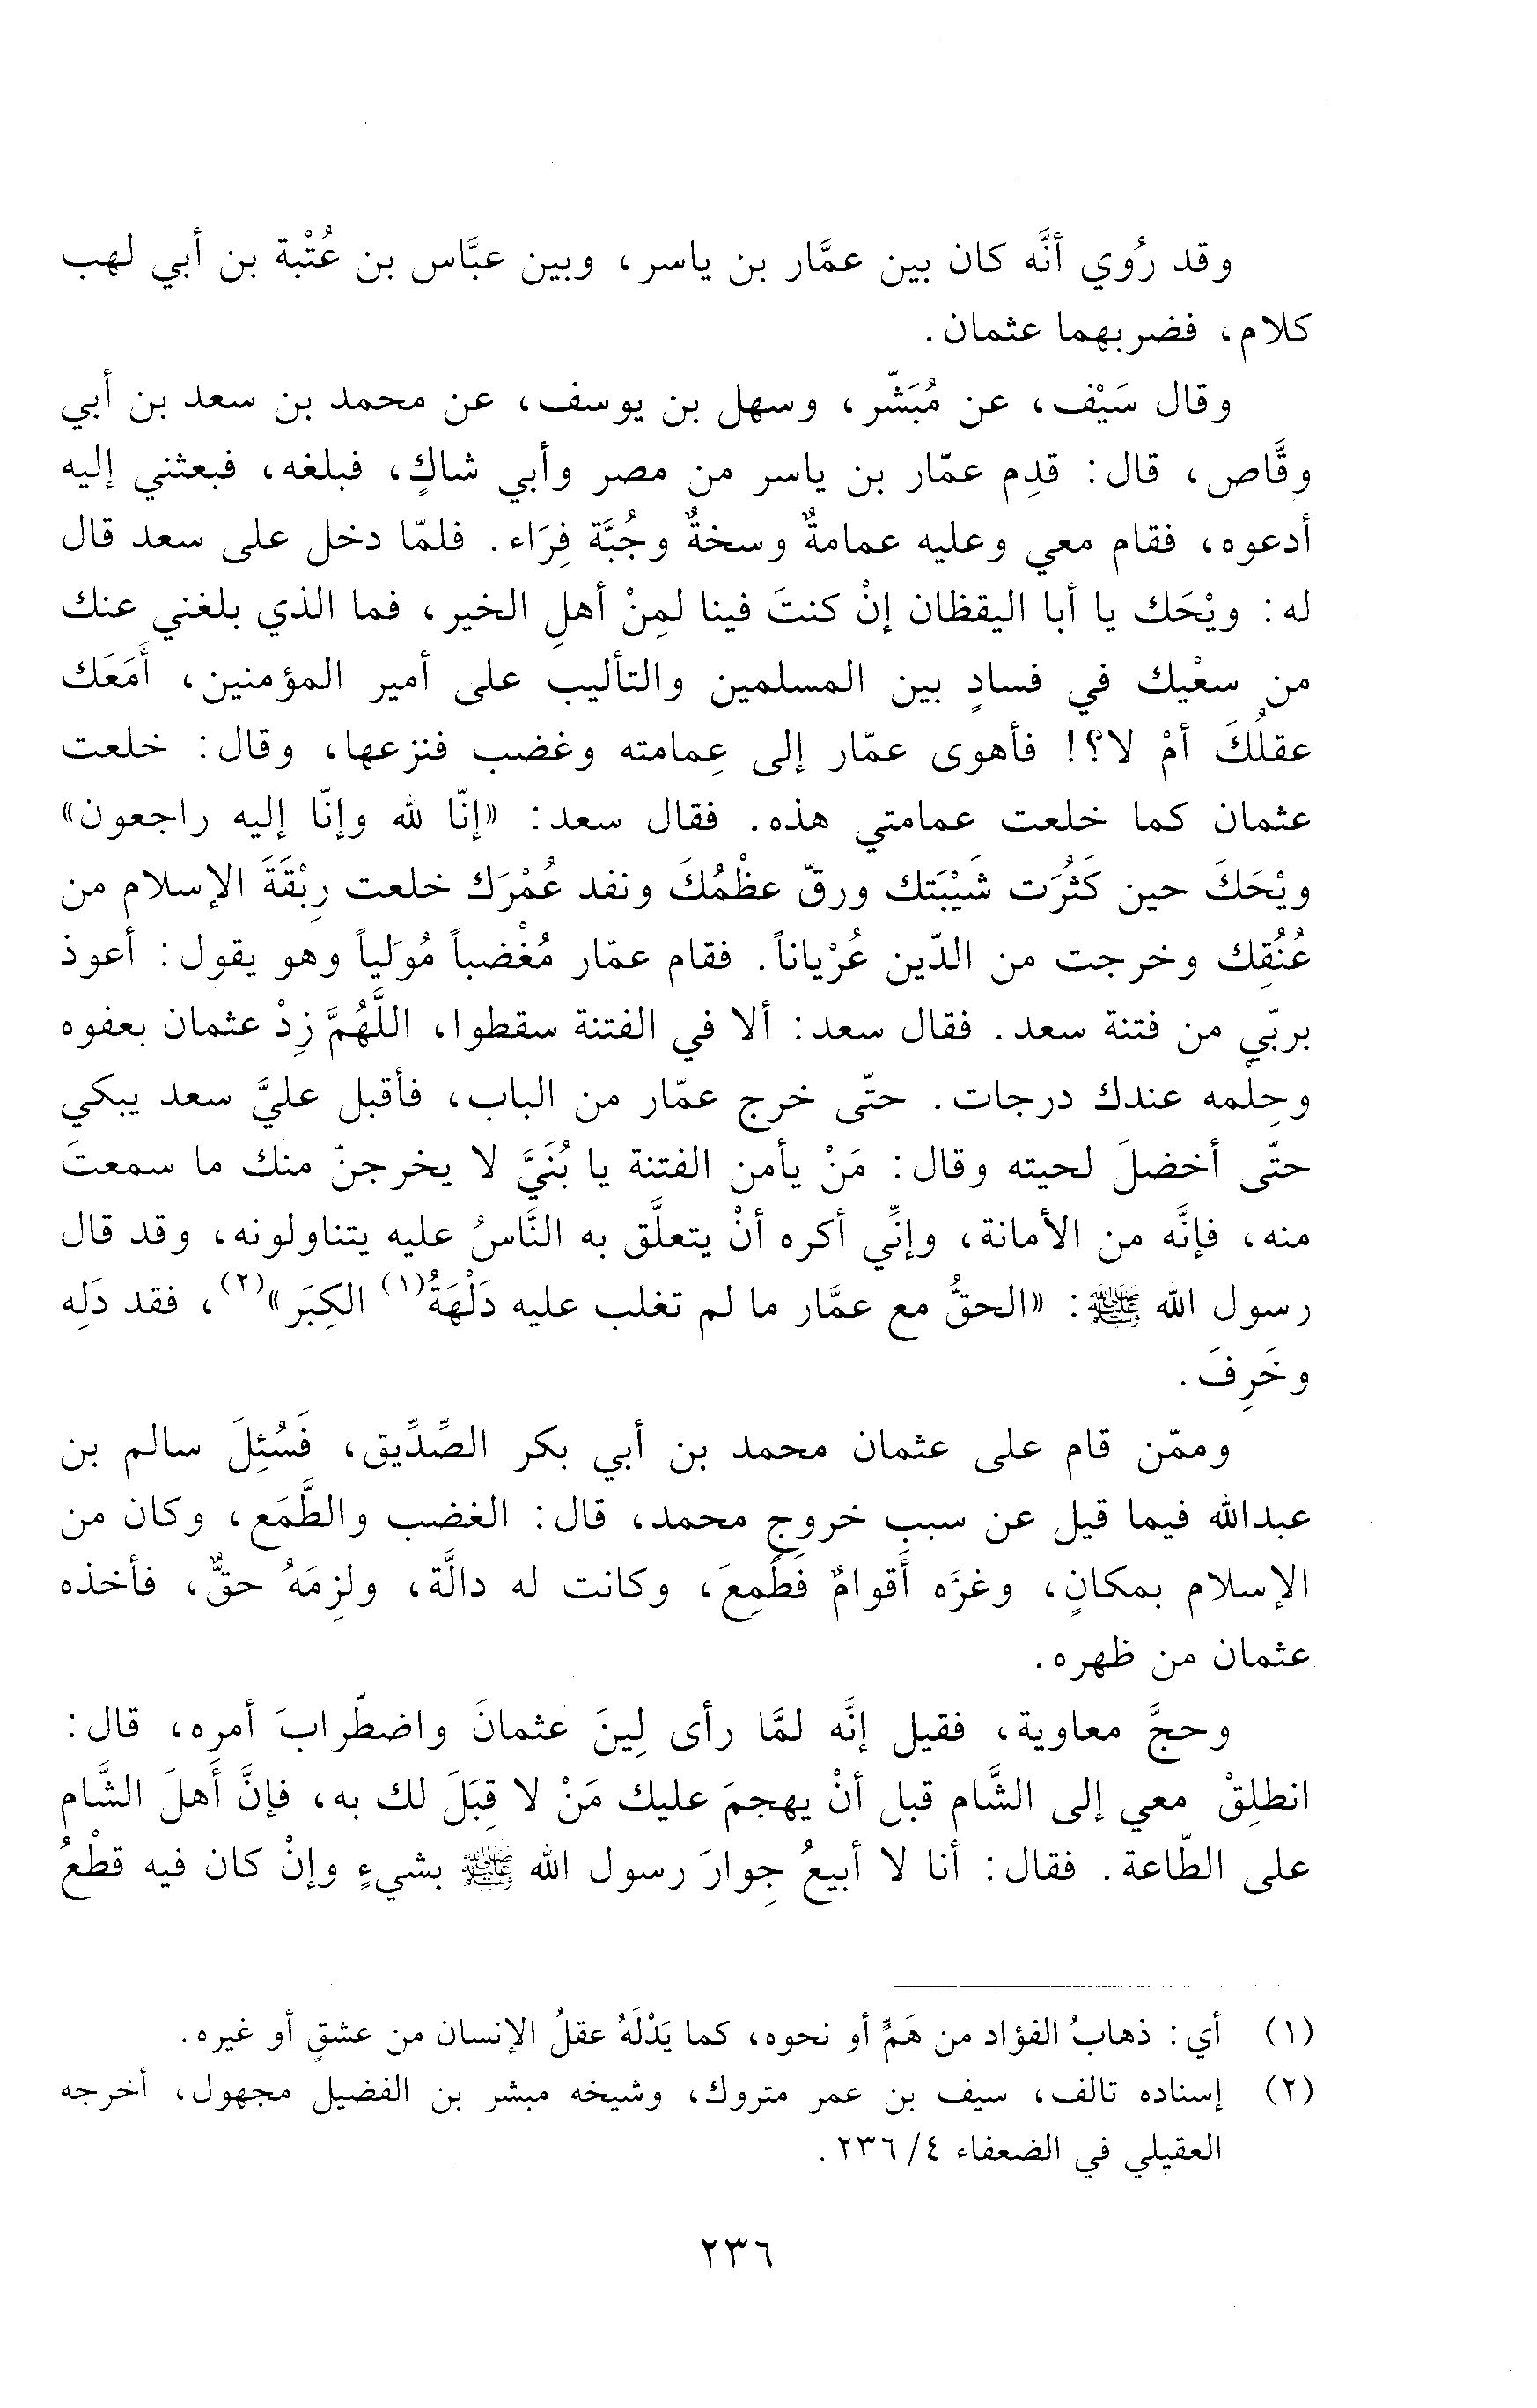 وقد رُوي أنَّه كان بين عمَّار بن ياسر، وبين عبَّاس بن عُتْبة بن أبي لهب
كلام، فضربهما عثمان.
وقال سَيْف، عن مُبَشّر، وسهل بن يوسف، عن محمد بن سعد بن أبي
وقَّاص، قال: قدِم عمّار بن ياسر من مصر وأبي شاكٍ، فبلغه، فبعثني إليه
أدعوه، فقام معي وعليه عمامةٌ وسخةٌ وجُبَّة فِرَاء. فلمّا دخل على سعد قال
له: ويْحَك يا أبا اليقظان إنْ كنتَ فينا لمِنْ أهلِ الخير، فما الذي بلغني عنك
من سعْيك في فسادٍ بين المسلمين والتأليب على أمير المؤمنين، أَمَعَك
عقلُكَ أمْ لا؟! فأهوى عمّار إلى عِمامته وغضب فنزعها، وقال: خلعت
عثمان كما خلعت عمامتي هذه. فقال سعد: «إنّا لله وإنّا إليه راجعون»
ويْحَكَ حين كَثُرَت شَيْبَتك ورقّ عظْمُكَ ونفد عُمْرَك خلعت رِبْقَةَ الإسلام من
عُنُقِك وخرجت من الدّين عُرْياناً. فقام عمّار مُغْضباً مُوَلياً وهو يقول: أعوذ
بربّي من فتنة سعد. فقال سعد: ألا في الفتنة سقطوا، اللَّهُمَّ زِدْ عثمان بعفوه
وحِلْمه عندك درجات. حتّى خرج عمّار من الباب، فأقبل عليَّ سعد يبكي
حتّى أخضلَ لحيته وقال: مَنْ يأمن الفتنة يا بُنَيَّ لا يخرجنّ منك ما سمعتَ
منه، فإنَّه من الأمانة، وإنِّي أكره أنْ يتعلَّق به النَّاسُ عليه يتناولونه، وقد قال
رسول الله ﷺ: «الحقُّ مع عمَّار ما لم تغلب عليه دَلْهَةُ(١) الكِبَر»(٢)، فقد دَلِه
وخَرِفَ.
وممّن قام على عثمان محمد بن أبي بكر الصِّدِّيق، فَسُئِلَ سالم بن
عبدالله فيما قيل عن سبب خروج محمد، قال: الغضب والطَّمَع، وكان من
الإسلام بمكانٍ، وغرَّه أَقوامٌ فَطَمِعَ، وكانت له دالَّة، ولزِمَهُ حقٌّ، فأخذه
عثمان من ظهره.
وحجَّ معاوية، فقيل إنَّه لمَّا رأى لِينَ عثمانَ واضطّرابَ أمره، قال:
انطلِقْ معي إلى الشَّام قبل أنْ يهجمَ عليك مَنْ لا قِبَلَ لك به، فإنَّ أَهلَ الشَّام
على الطّاعة. فقال: أنا لا أبيعُ جِوارَ رسول الله ﷺ بشيءٍ وإنْ كان فيه قطْعُ
(١) أي: ذهابُ الفؤاد من هَمٍّ أو نحوه، كما يَدْلَهُ عقلُ الإنسان من عشقٍ أو غيره.
(٢) إسناده تالف، سيف بن عمر متروك، وشيخه مبشر بن الفضيل مجهول، أخرجه
العقيلي في الضعفاء ٤/ ٢٣٦.
٢٣٦